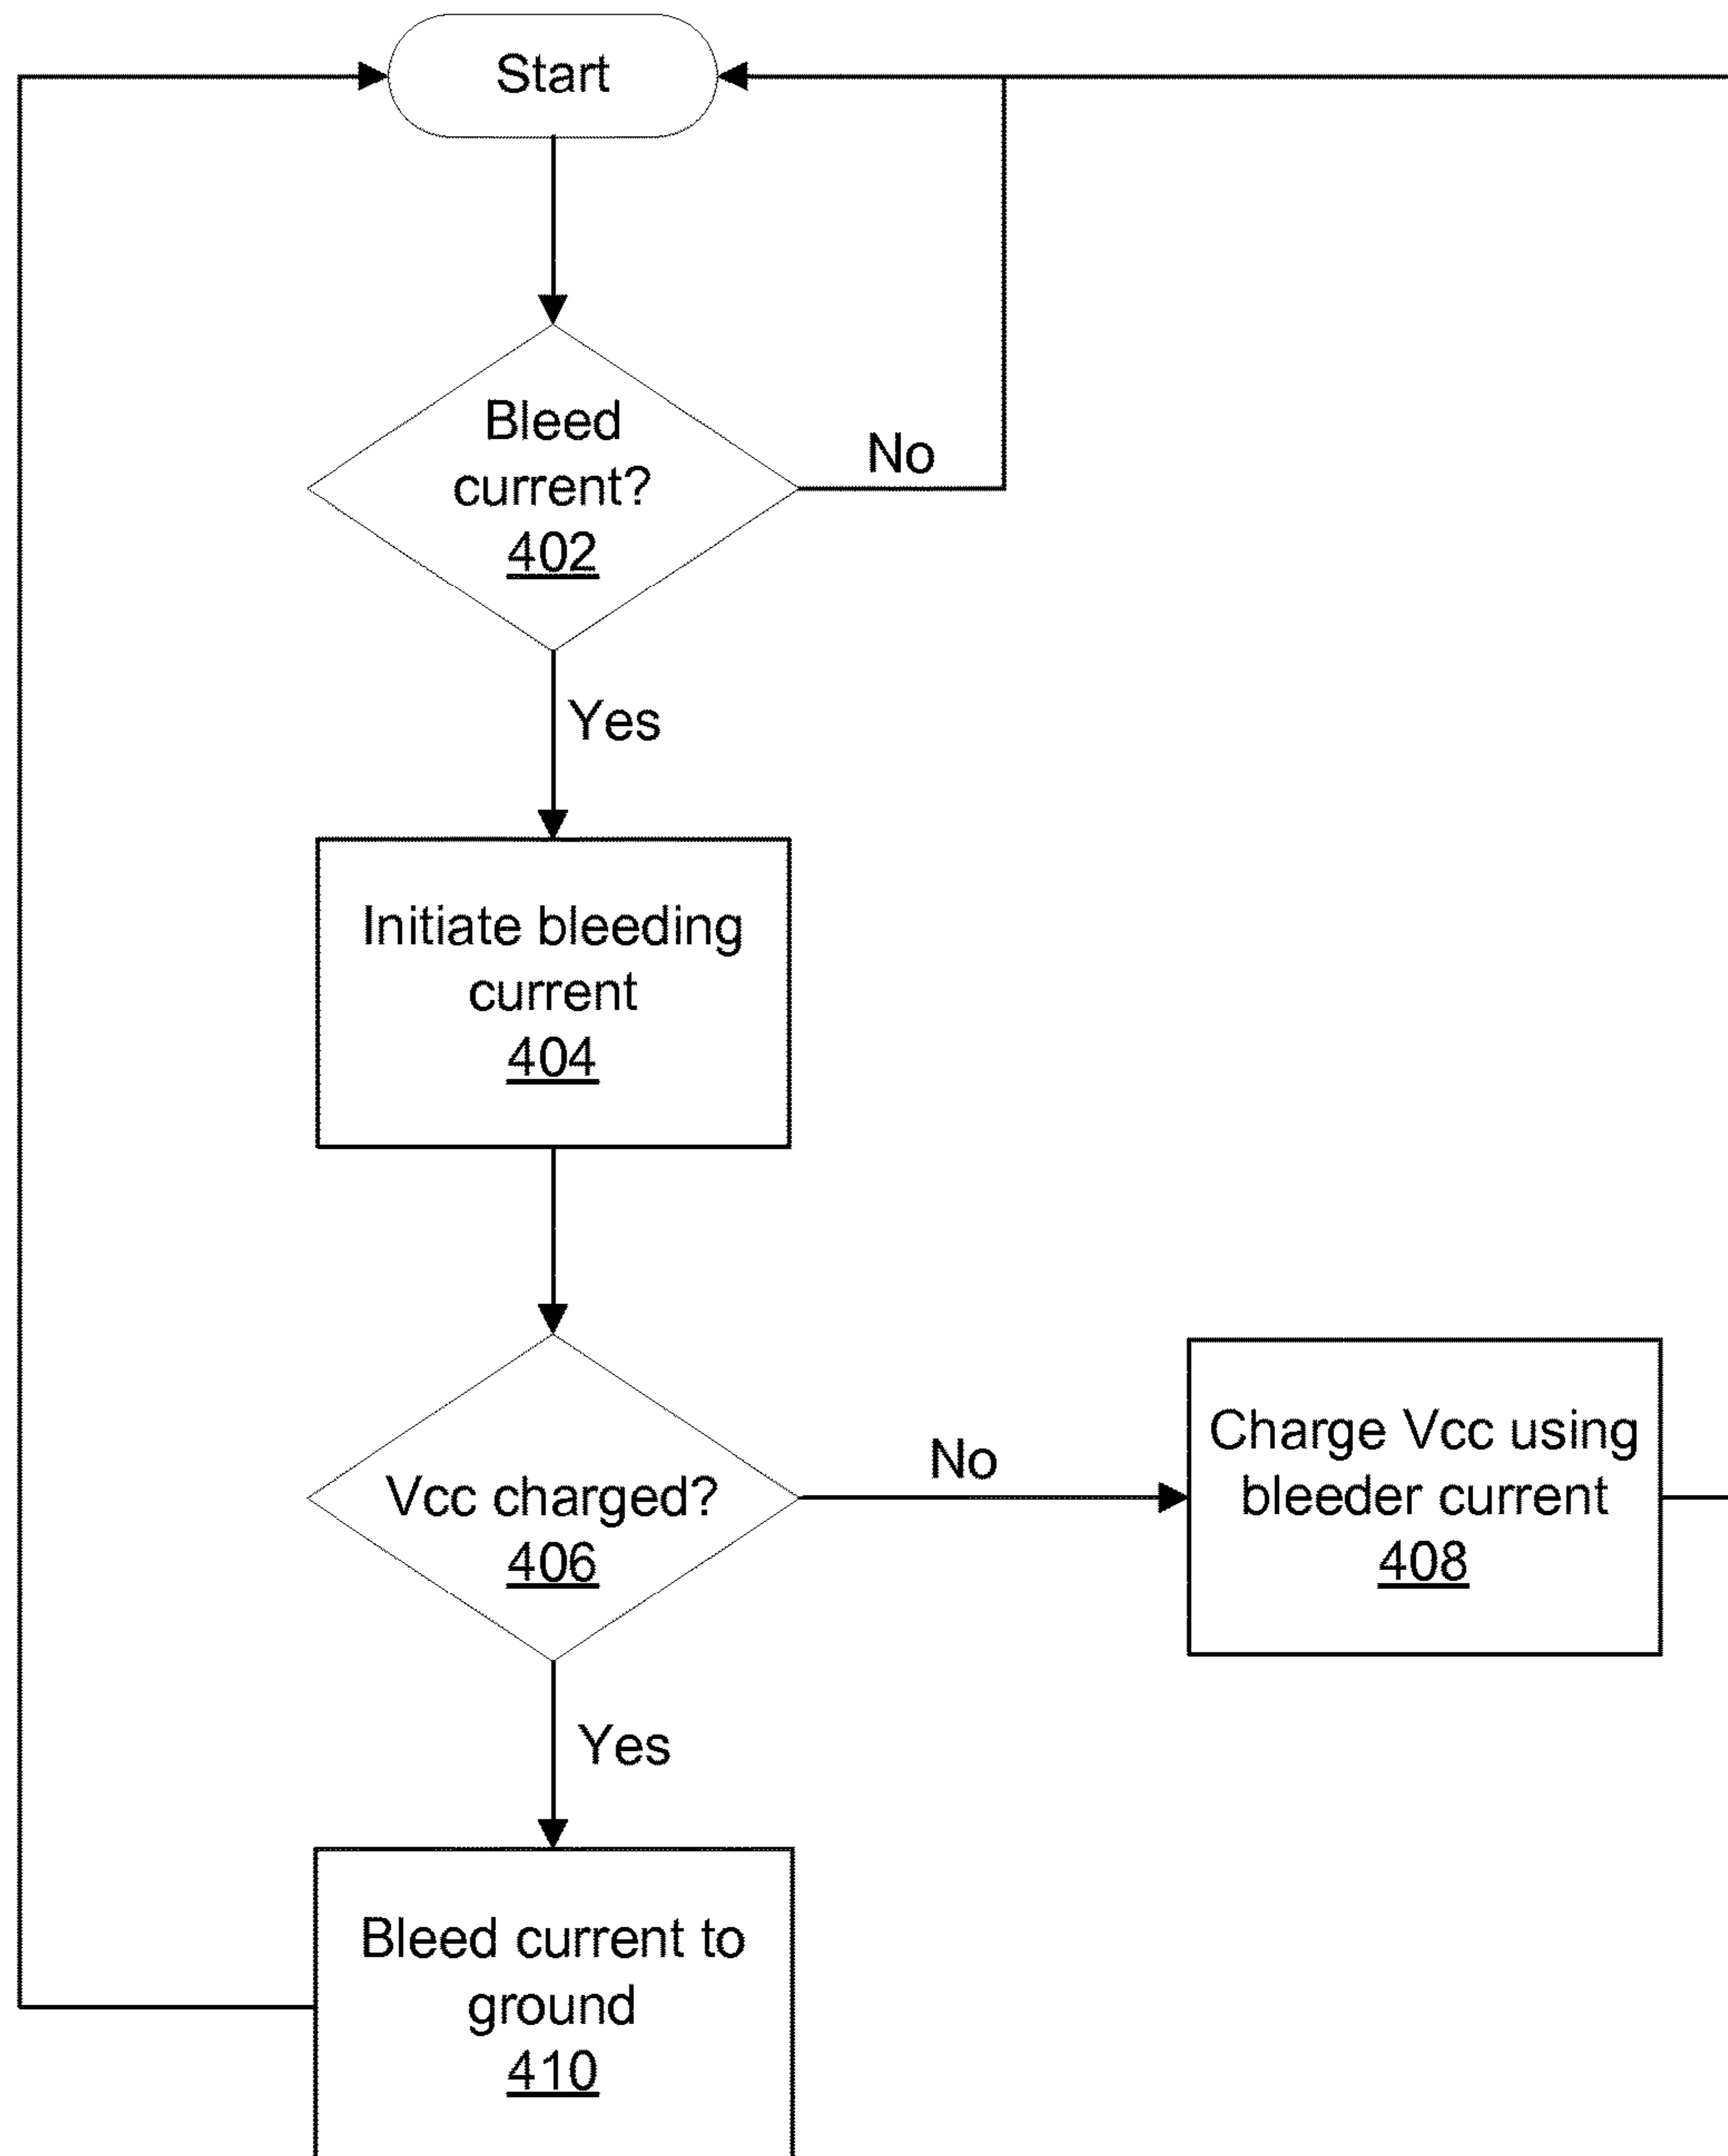 Start
Bleed
current?
402
No
Yes
Initiate bleeding
current
404
Vcc charged?
406
No
Charge Vcc using
bleeder current
408
Yes
Bleed current to
ground
410